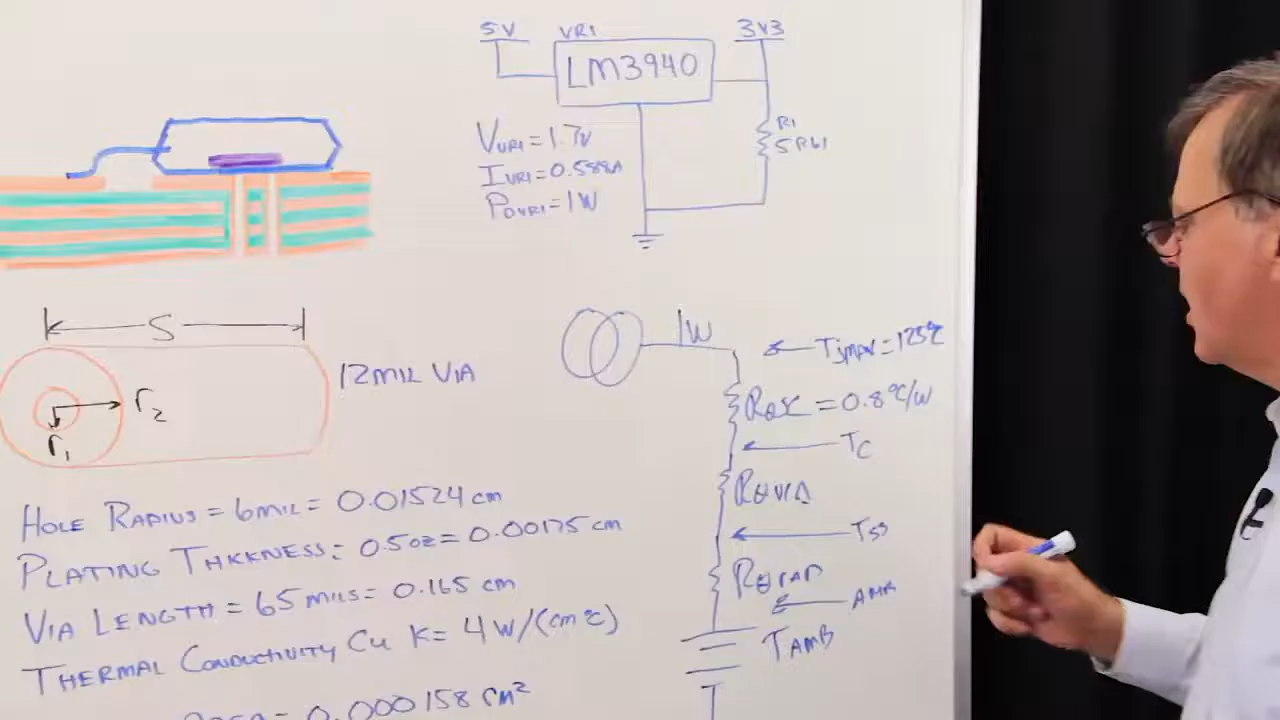 5V VR1 3V3
LM3940
R1
5R61
VVR1 = 1.7V
IVR1 = 0.588A
PDVR1 = 1W
S
12MIL VIA
r2
r1
1W
TJMAX = 125°C
RθJC = 0.8°C/W
TC
RθVIA
RθRAD
TAMB
HOLE RADIUS = 6MIL = 0.01524 cm
PLATING THICKNESS: 0.5oz = 0.00175 cm
VIA LENGTH = 65 MILS = 0.165 cm
THERMAL CONDUCTIVITY CU K = 4 W/(cm°C)
AREA = 0.000158 cm²